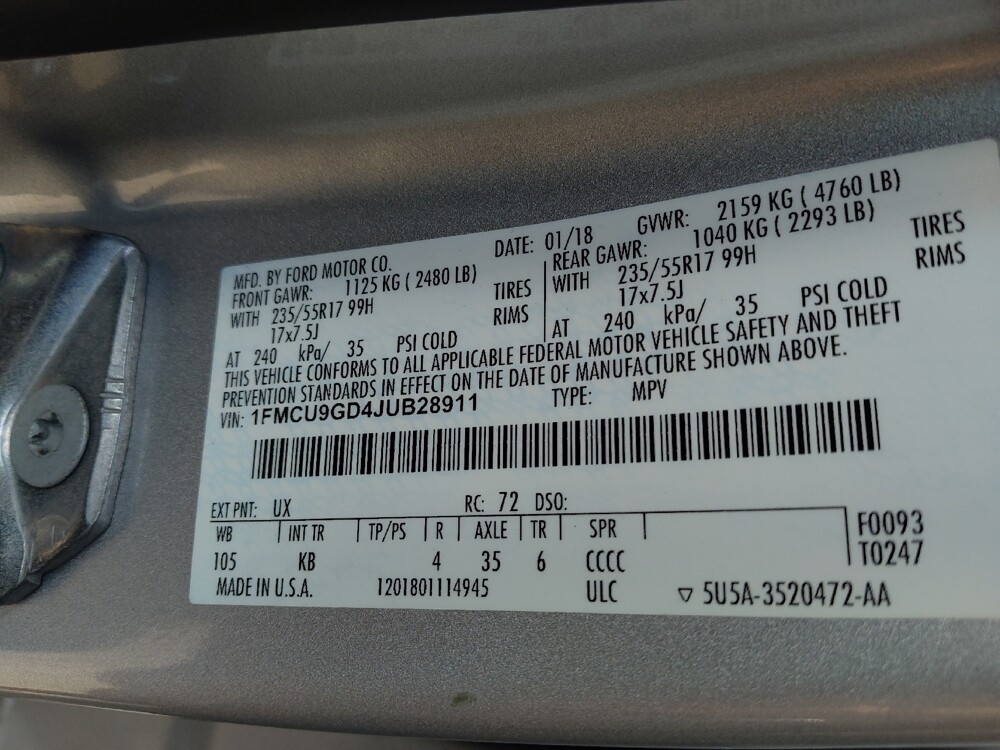 MFD. BY FORD MOTOR CO. DATE: 01/18 GVWR: 2159 KG ( 4760 LB)
FRONT GAWR: 1125 KG ( 2480 LB) REAR GAWR: 1040 KG ( 2293 LB)
WITH 235/55R17 99H TIRES WITH 235/55R17 99H TIRES
17x7.5J RIMS 17x7.5J RIMS
AT 240 kPa/ 35 PSI COLD AT 240 kPa/ 35 PSI COLD
THIS VEHICLE CONFORMS TO ALL APPLICABLE FEDERAL MOTOR VEHICLE SAFETY AND THEFT
PREVENTION STANDARDS IN EFFECT ON THE DATE OF MANUFACTURE SHOWN ABOVE.
VIN: 1FMCU9GD4JUB28911 TYPE: MPV
EXT PNT: UX RC: 72 DSO:
WB INT TR TP/PS R AXLE TR SPR F0093
105 KB 4 35 6 CCCC T0247
MADE IN U.S.A. 1201801114945 ULC ▽ 5U5A-3520472-AA